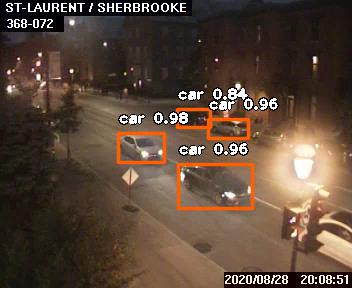 ST-LAURENT / SHERBROOKE
368-072
car 0.84
car 0.96
car 0.98
car 0.96
2020/08/28 20:08:51